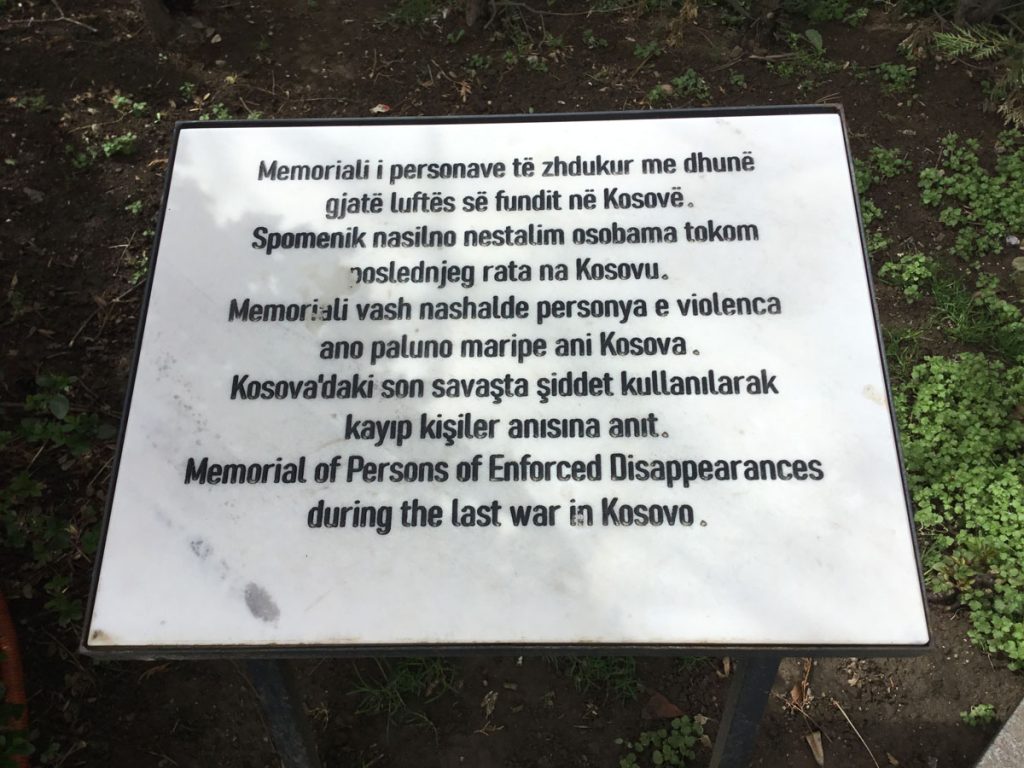 Memoriali i personave të zhdukur me dhunë
gjatë luftës së fundit në Kosovë.
Spomenik nasilno nestalim osobama tokom
poslednjeg rata na Kosovu.
Memoriali vash nashalde personya e violenca
ano paluno maripe ani Kosova.
Kosova'daki son savaşta şiddet kullanılarak
kayıp kişiler anısına anıt.
Memorial of Persons of Enforced Disappearances
during the last war in Kosovo.